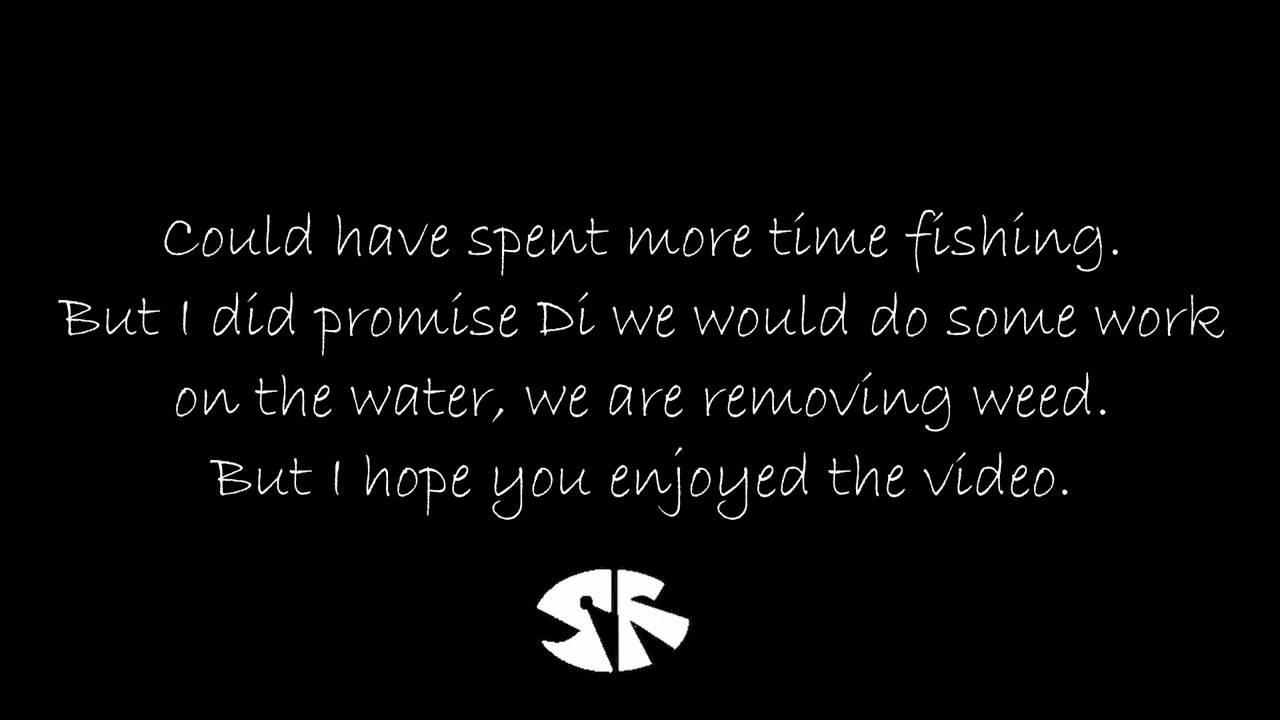 Could have spent more time fishing.
But I did promise Di we would do some work
on the water, we are removing weed.
But I hope you enjoyed the video.